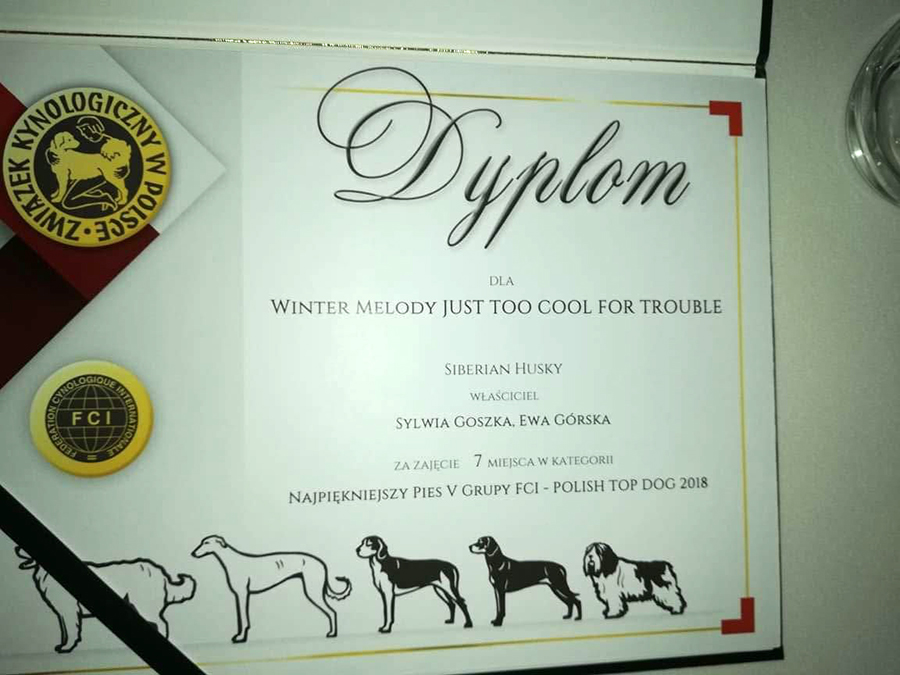 ZWIĄZEK KYNOLOGICZNY W POLSCE
Dyplom
DLA
WINTER MELODY JUST TOO COOL FOR TROUBLE
SIBERIAN HUSKY
WŁAŚCICIEL
SYLWIA GOSZKA, EWA GÓRSKA
ZA ZAJĘCIE 7 MIEJSCA W KATEGORII
NAJPIĘKNIEJSZY PIES V GRUPY FCI - POLISH TOP DOG 2018
FEDERATION CYNOLOGIQUE INTERNATIONALE
FCI